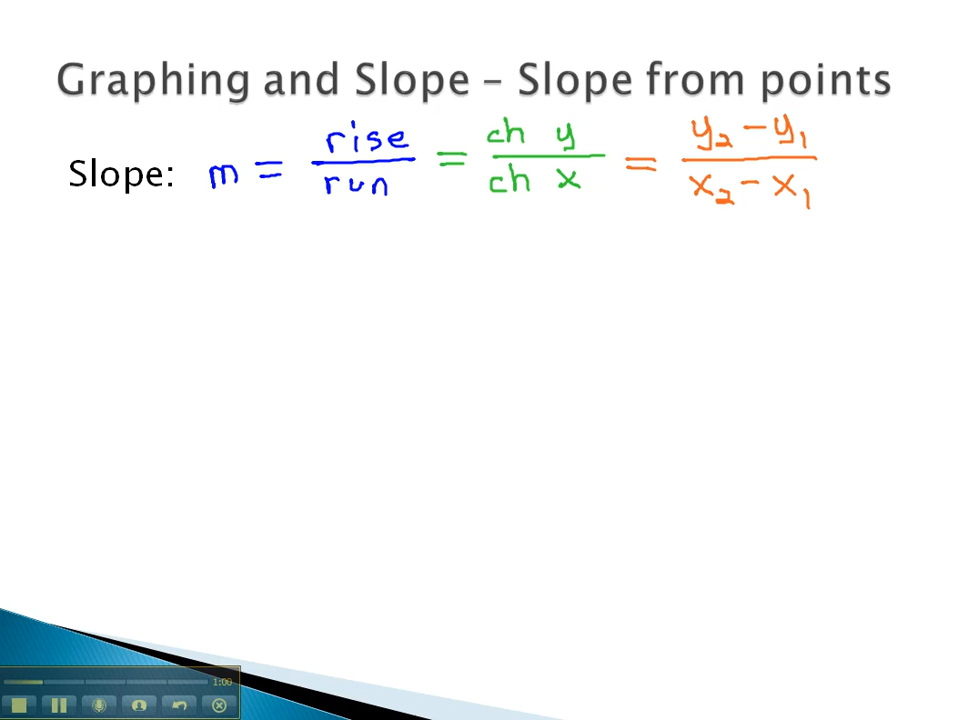 Graphing and Slope – Slope from points
Slope: m = rise/run = ch y/ch x = y₂ − y₁/x₂ − x₁
1:00